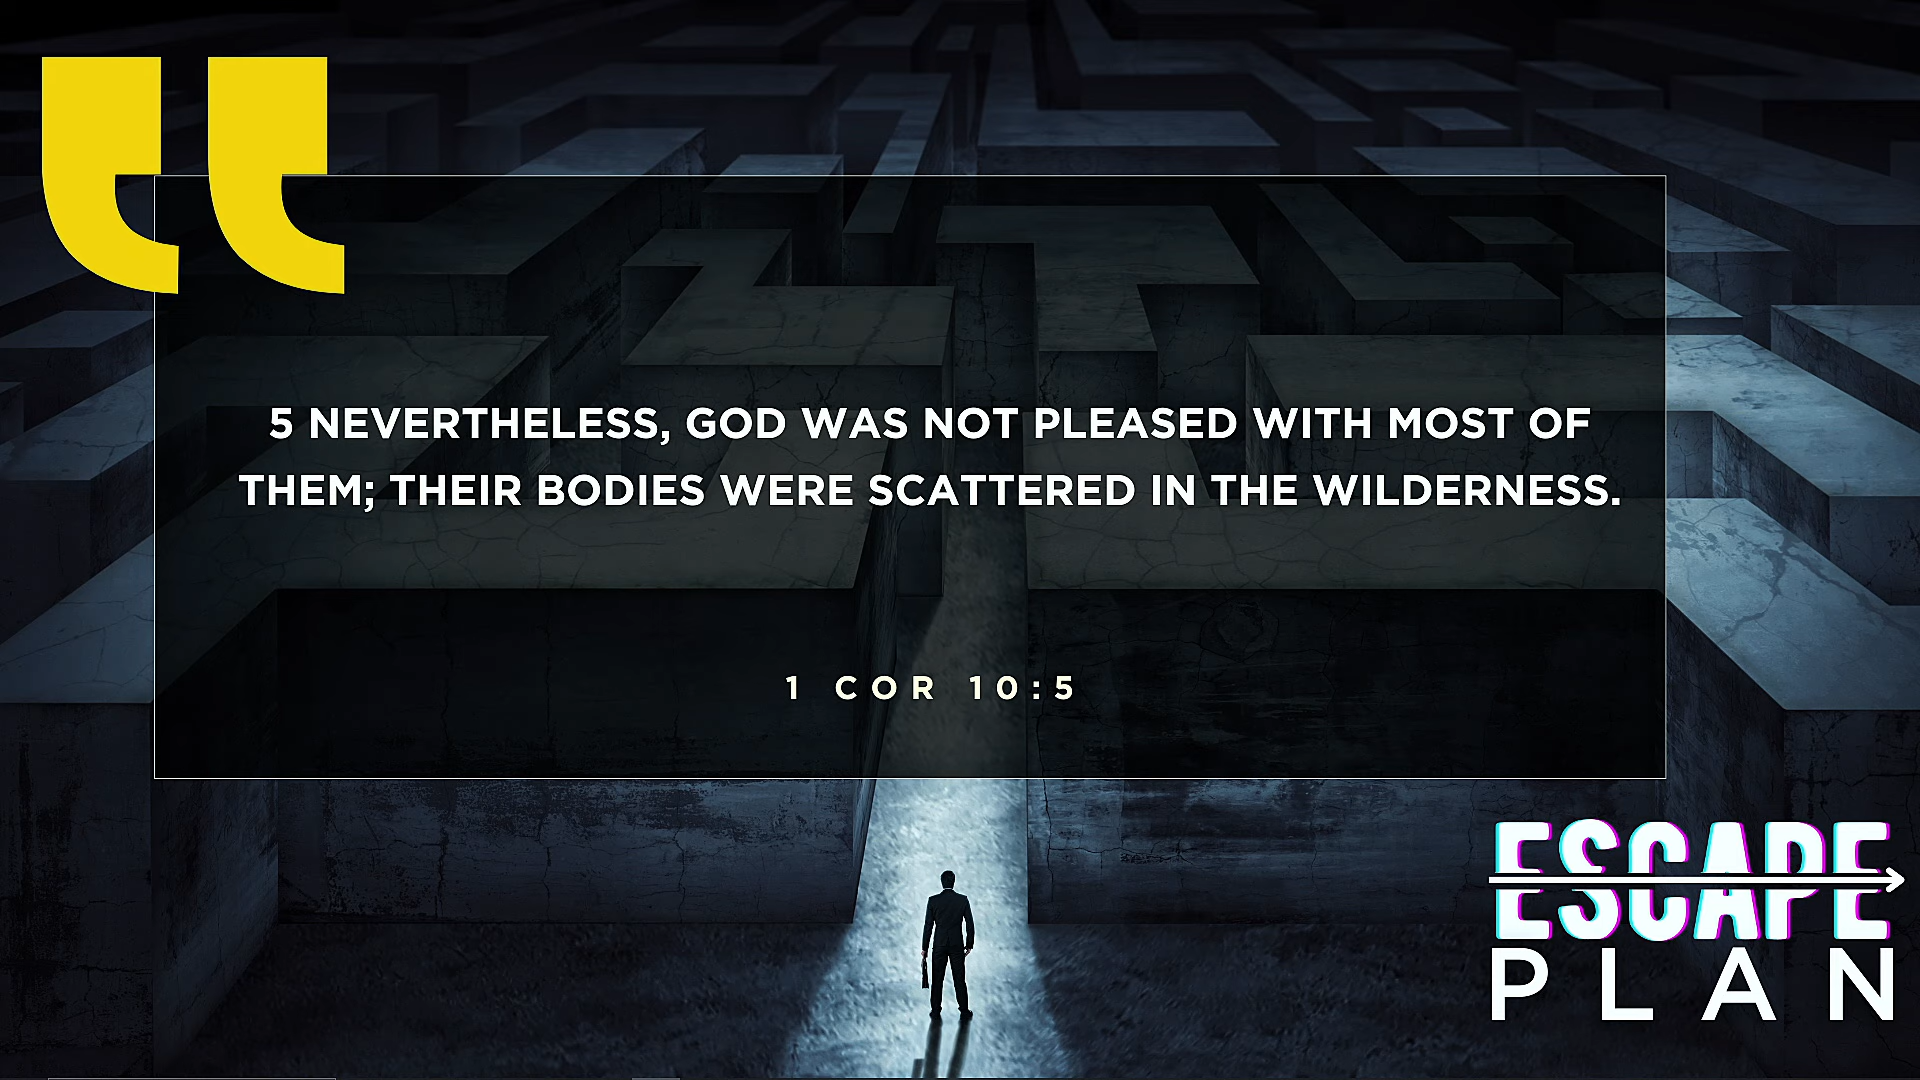 5 NEVERTHELESS, GOD WAS NOT PLEASED WITH MOST OF
THEM; THEIR BODIES WERE SCATTERED IN THE WILDERNESS.
1 COR 10:5
ESCAPE
PLAN